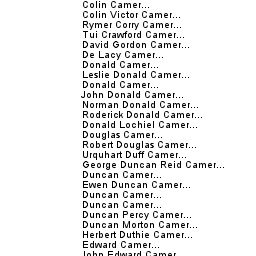 Colin Camer...
Colin Victor Camer...
Rymer Corry Camer...
Tui Crawford Camer...
David Gordon Camer...
De Lacy Camer...
Donald Camer...
Leslie Donald Camer...
Donald Camer...
John Donald Camer...
Norman Donald Camer...
Roderick Donald Camer...
Donald Lochiel Camer...
Douglas Camer...
Robert Douglas Camer...
Urquhart Duff Camer...
George Duncan Reid Camer...
Duncan Camer...
Ewen Duncan Camer...
Duncan Camer...
Duncan Camer...
Duncan Percy Camer...
Duncan Morton Camer...
Herbert Duthie Camer...
Edward Camer...
John Edward Camer...